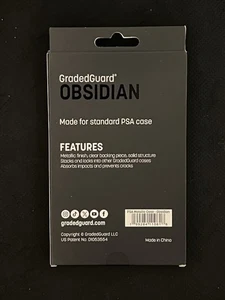 GradedGuard®
OBSIDIAN
Made for standard PSA case
FEATURES
Metallic finish, clear backing piece, solid structure
Stacks and locks into other GradedGuard cases
Absorbs impacts and prevents cracks
gradedguard.com
Copyright © GradedGuard LLC
US Patent No. D1053554
Made in China